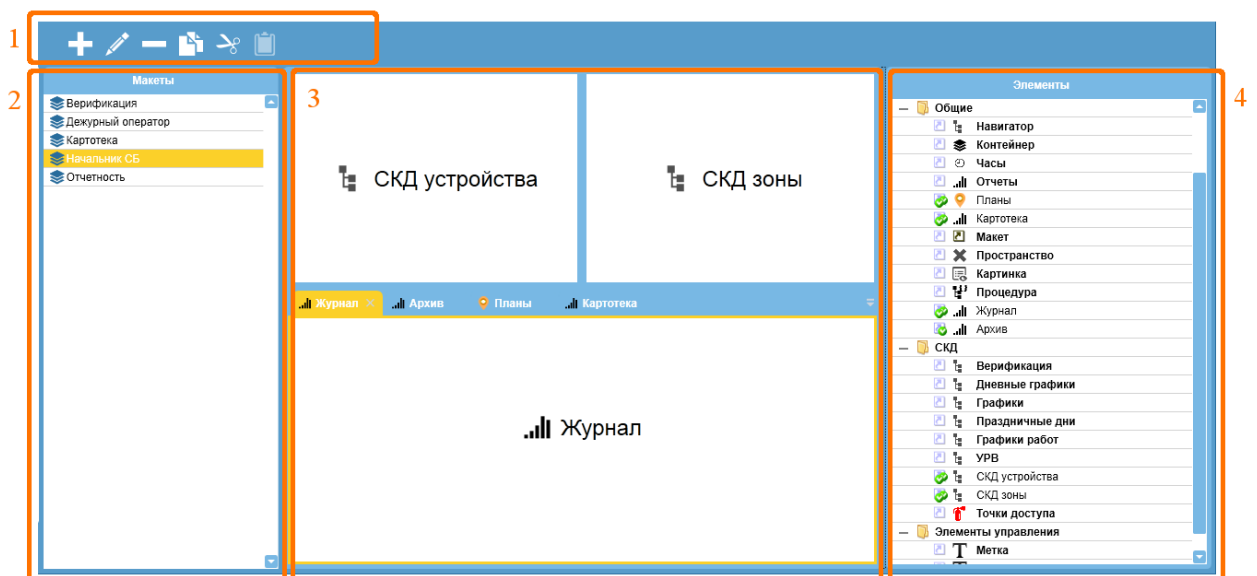 1
2
Макеты
Верификация
Дежурный оператор
Картотека
Начальник СБ
Отчетность
3
СКД устройства
СКД зоны
Журнал
Архив
Планы
Картотека
Журнал
4
Элементы
Общие
Навигатор
Контейнер
Часы
Отчеты
Планы
Картотека
Макет
Пространство
Картинка
Процедура
Журнал
Архив
СКД
Верификация
Дневные графики
Графики
Праздничные дни
Графики работ
УРВ
СКД устройства
СКД зоны
Точки доступа
Элементы управления
Метка